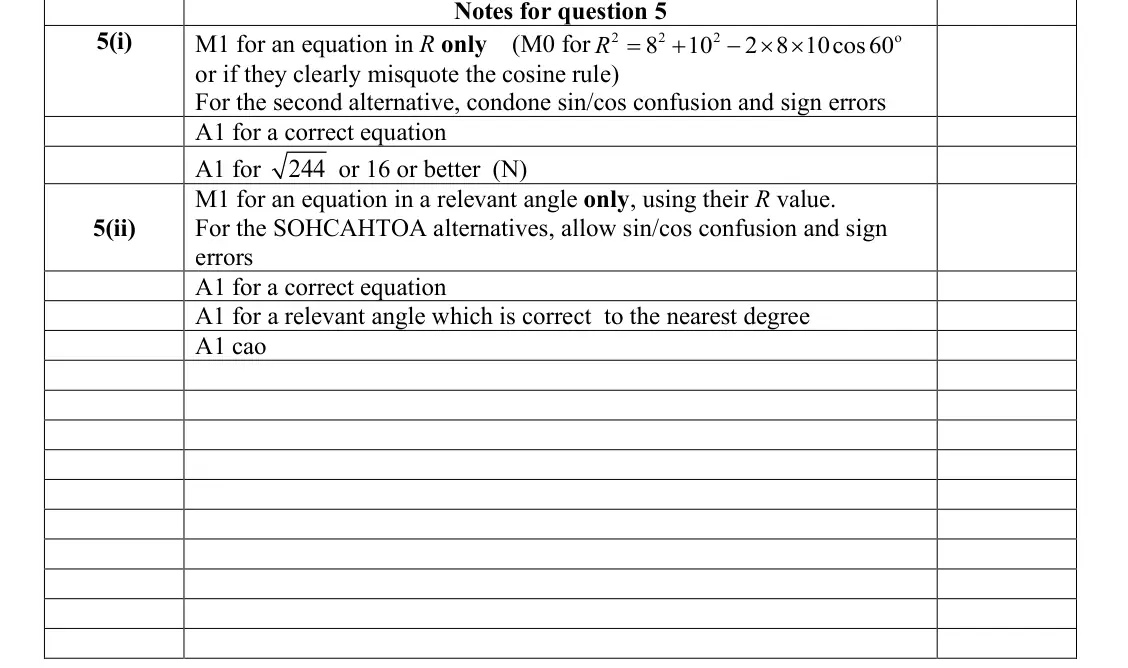 Notes for question 5
5(i)
M1 for an equation in R only (M0 for R² = 8² + 10² − 2×8×10cos60°
or if they clearly misquote the cosine rule)
For the second alternative, condone sin/cos confusion and sign errors
A1 for a correct equation
A1 for √244 or 16 or better (N)
5(ii)
M1 for an equation in a relevant angle only, using their R value.
For the SOHCAHTOA alternatives, allow sin/cos confusion and sign
errors
A1 for a correct equation
A1 for a relevant angle which is correct to the nearest degree
A1 cao